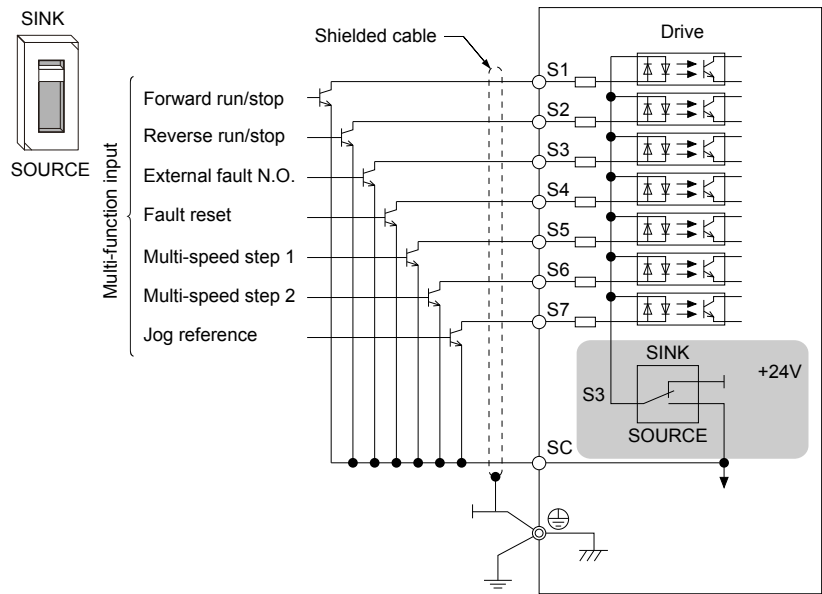 SINK
SOURCE
Shielded cable
Drive
Multi-function input
Forward run/stop
Reverse run/stop
External fault N.O.
Fault reset
Multi-speed step 1
Multi-speed step 2
Jog reference
S1
S2
S3
S4
S5
S6
S7
SINK
+24V
S3
SOURCE
SC